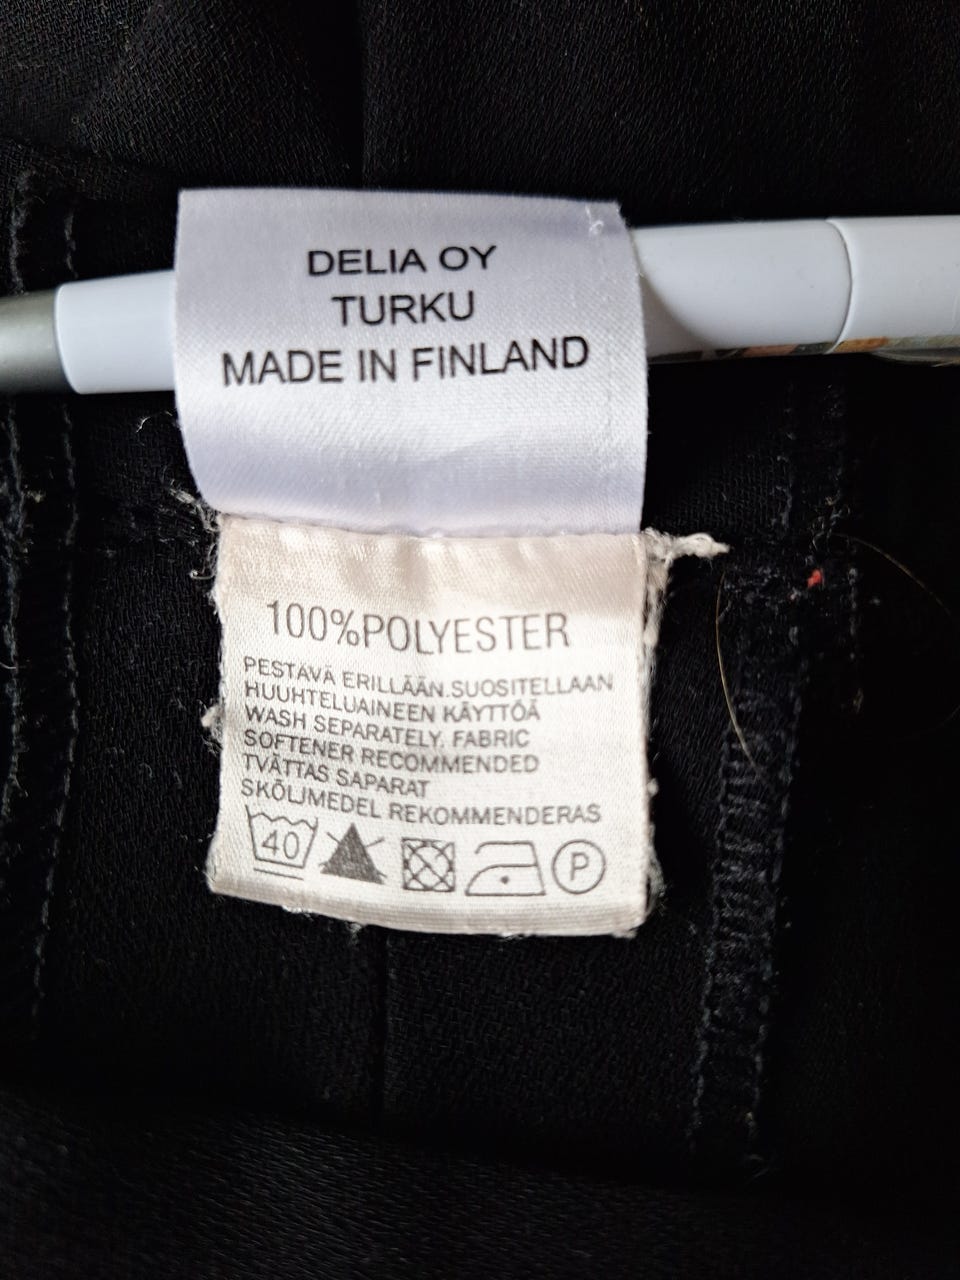 DELIA OY
TURKU
MADE IN FINLAND
100%POLYESTER
PESTÄVÄ ERILLÄÄN.SUOSITELLAAN
HUUHTELUAINEEN KÄYTTÖÄ
WASH SEPARATELY. FABRIC
SOFTENER RECOMMENDED
TVÄTTAS SAPARAT
SKÖLJMEDEL REKOMMENDERAS
40 P